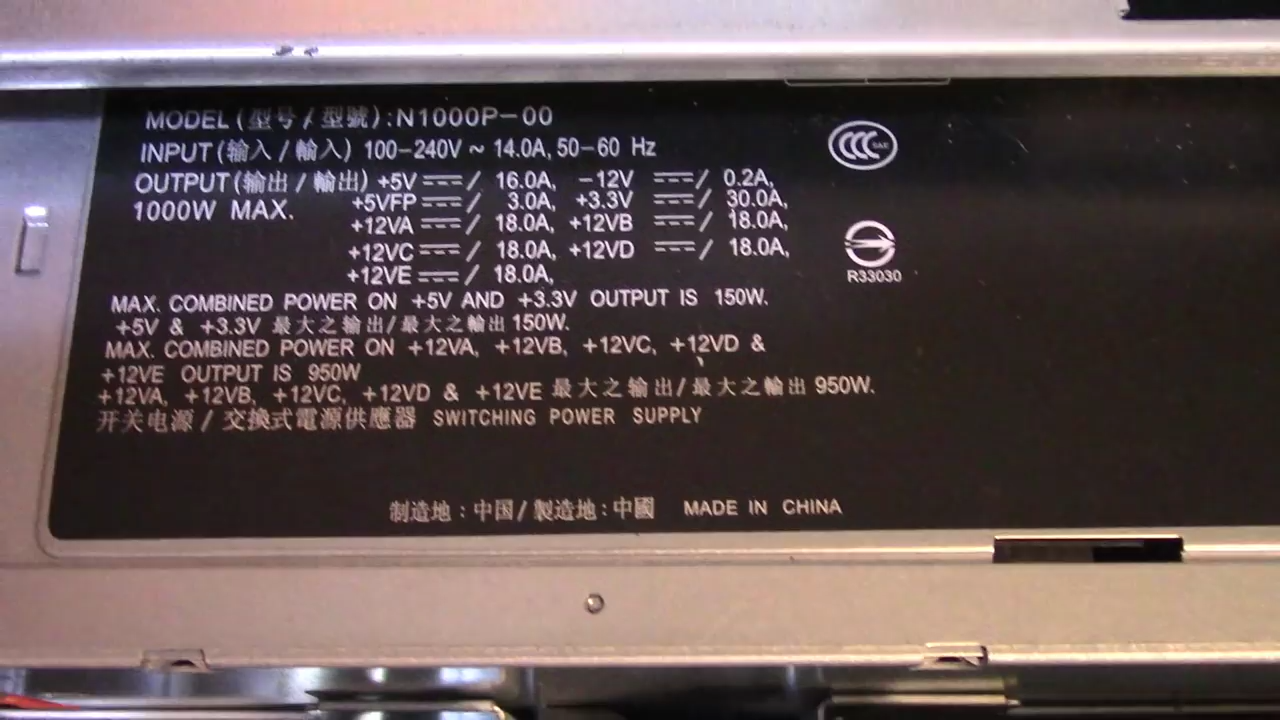 MODEL(型号/型號):N1000P-00
INPUT(输入/輸入) 100-240V ~ 14.0A, 50-60 Hz
OUTPUT(输出/輸出) +5V ⎓/ 16.0A, -12V ⎓/ 0.2A,
1000W MAX. +5VFP ⎓/ 3.0A, +3.3V ⎓/ 30.0A,
+12VA ⎓/ 18.0A, +12VB ⎓/ 18.0A,
+12VC ⎓/ 18.0A, +12VD ⎓/ 18.0A,
+12VE ⎓/ 18.0A,
MAX. COMBINED POWER ON +5V AND +3.3V OUTPUT IS 150W.
+5V & +3.3V 最大之输出/最大之輸出 150W.
MAX. COMBINED POWER ON +12VA, +12VB, +12VC, +12VD &
+12VE OUTPUT IS 950W
+12VA, +12VB, +12VC, +12VD & +12VE 最大之输出/最大之輸出 950W.
开关电源 / 交換式電源供應器 SWITCHING POWER SUPPLY
制造地:中国/製造地:中國 MADE IN CHINA
CCC S&E
R33030